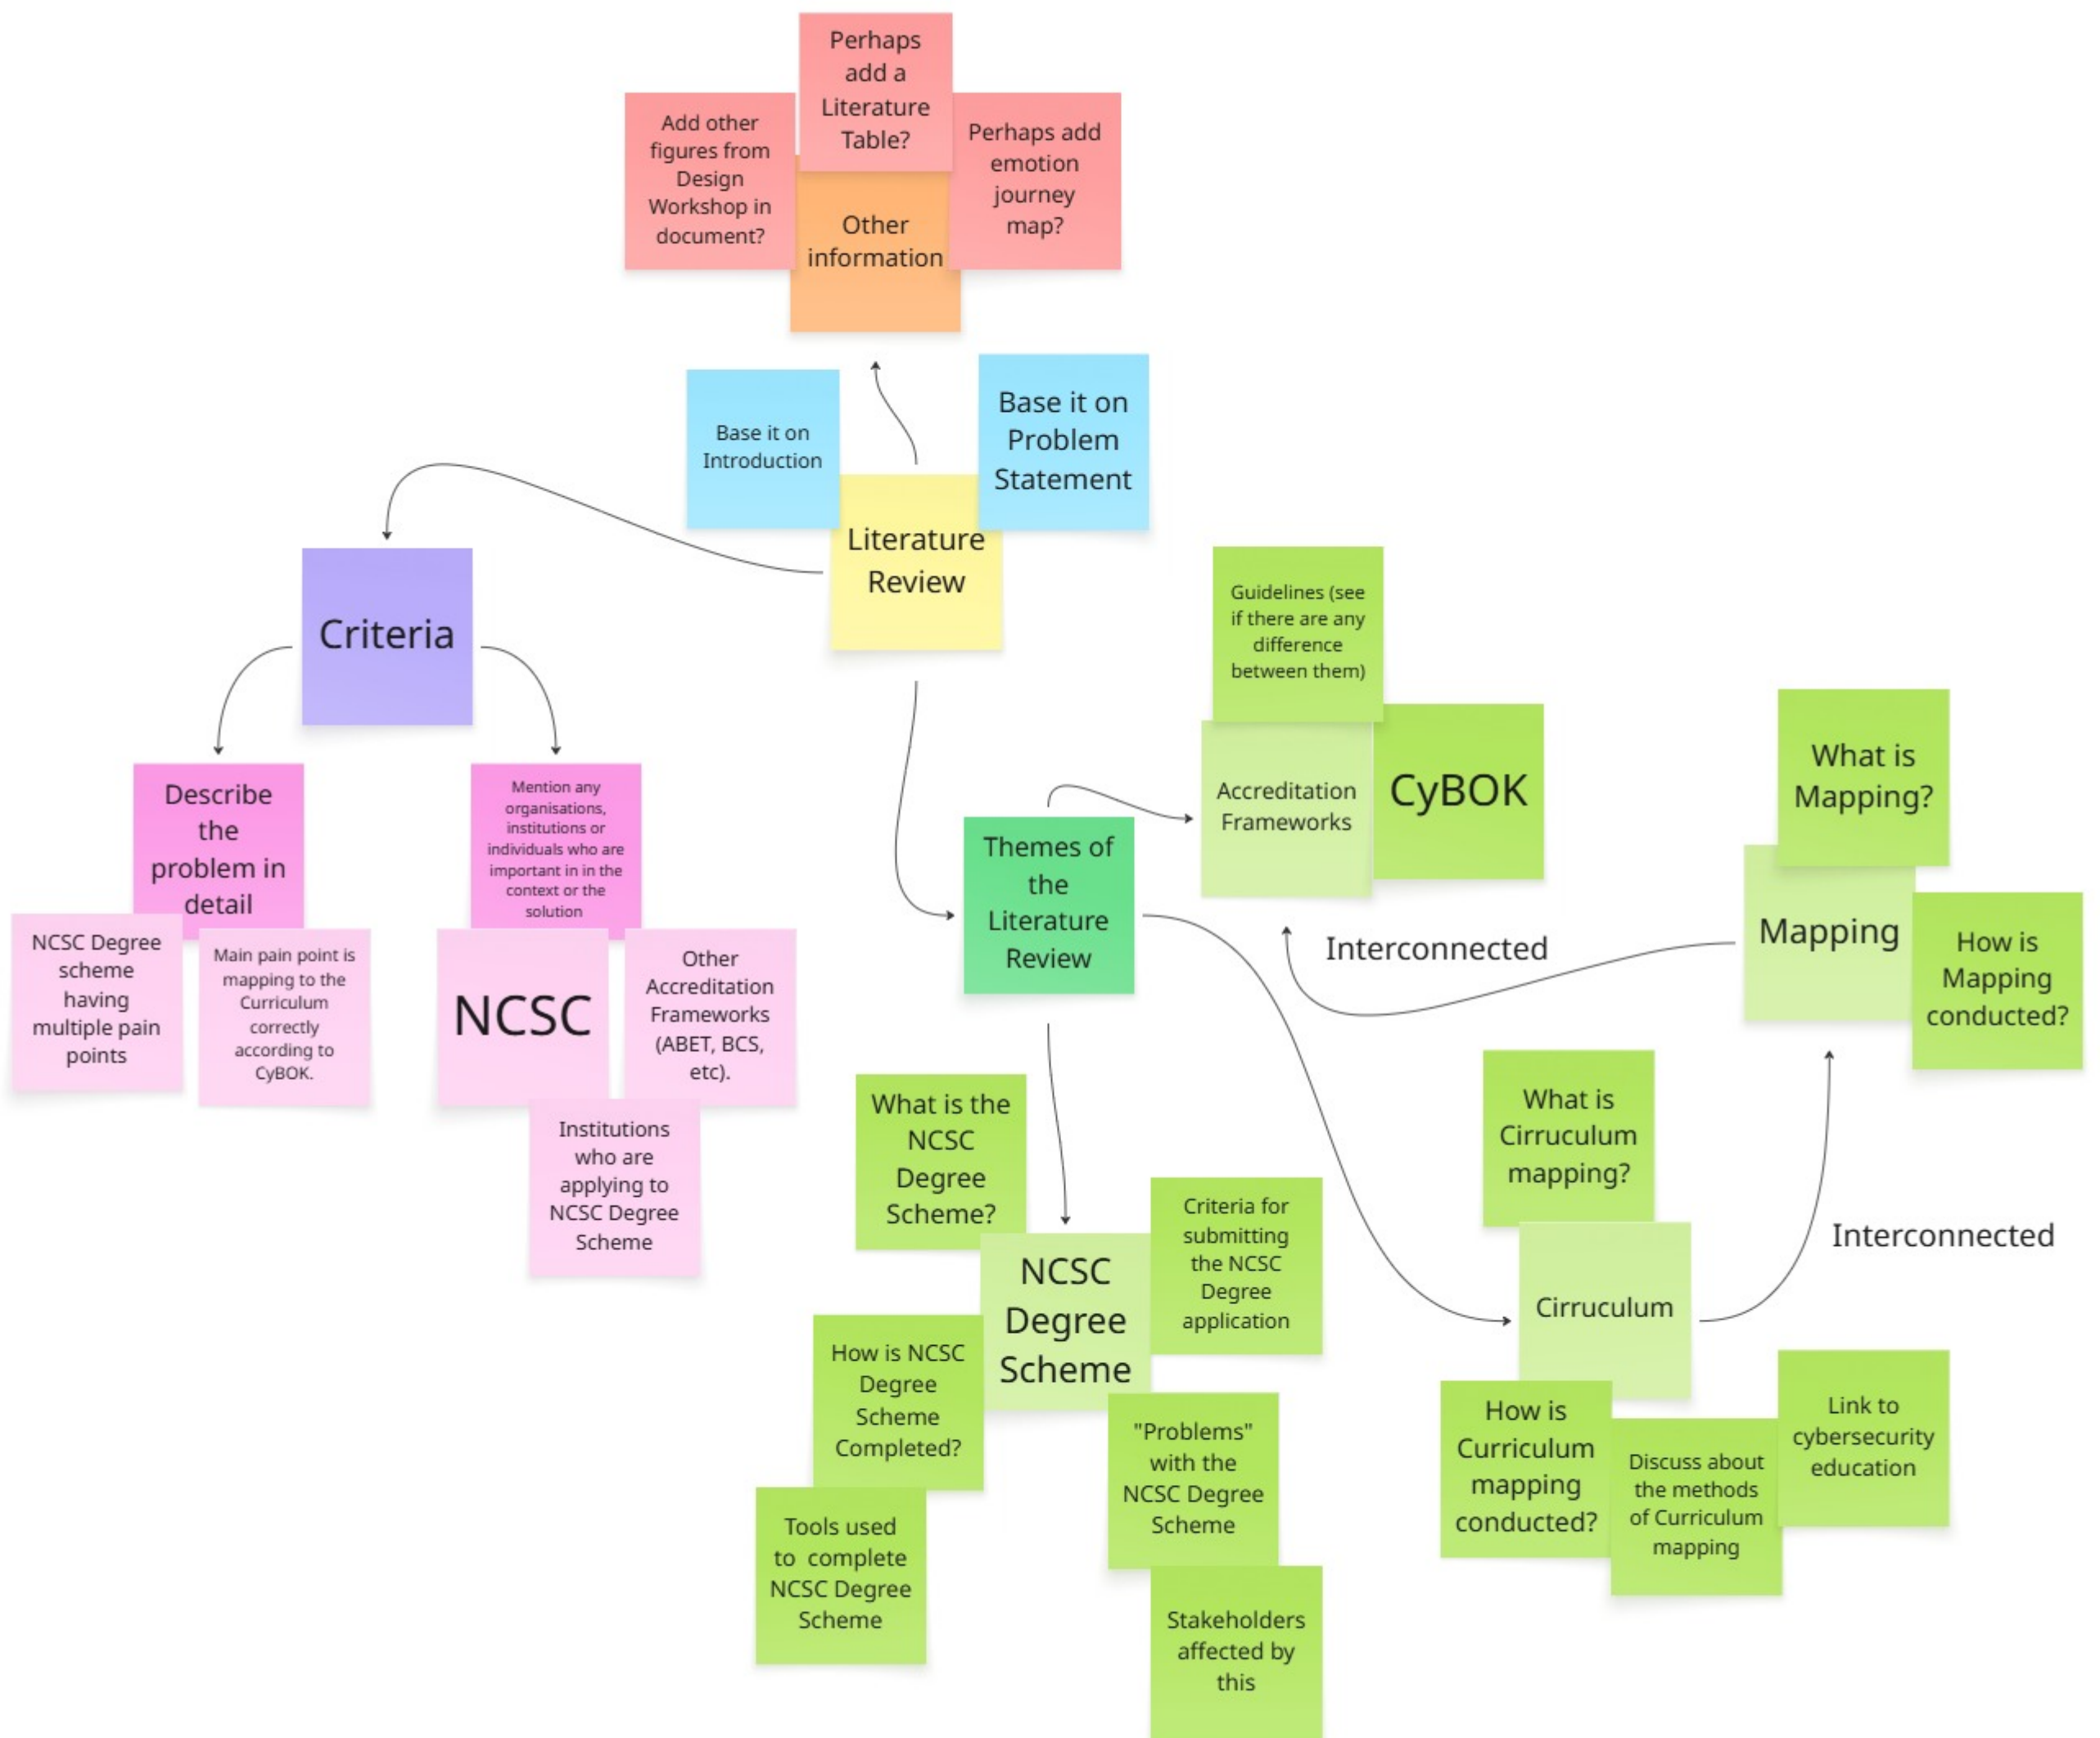 Perhaps
add a
Literature
Table?
Add other
figures from
Design
Workshop in
document?
Perhaps add
emotion
journey
map?
Other
information
Base it on
Introduction
Base it on
Problem
Statement
Literature
Review
Criteria
Describe
the
problem in
detail
NCSC Degree
scheme
having
multiple pain
points
Main pain point is
mapping to the
Curriculum
correctly
according to
CyBOK.
Mention any
organisations,
institutions or
individuals who are
important in in the
context or the
solution
NCSC
Other
Accreditation
Frameworks
(ABET, BCS,
etc).
Institutions
who are
applying to
NCSC Degree
Scheme
Themes of
the
Literature
Review
Guidelines (see
if there are any
difference
between them)
Accreditation
Frameworks
CyBOK
Interconnected
What is
Mapping?
Mapping
How is
Mapping
conducted?
Interconnected
What is
Cirruculum
mapping?
Cirruculum
How is
Curriculum
mapping
conducted?
Discuss about
the methods
of Curriculum
mapping
Link to
cybersecurity
education
What is the
NCSC
Degree
Scheme?
NCSC
Degree
Scheme
Criteria for
submitting
the NCSC
Degree
application
How is NCSC
Degree
Scheme
Completed?
Tools used
to complete
NCSC Degree
Scheme
"Problems"
with the
NCSC Degree
Scheme
Stakeholders
affected by
this